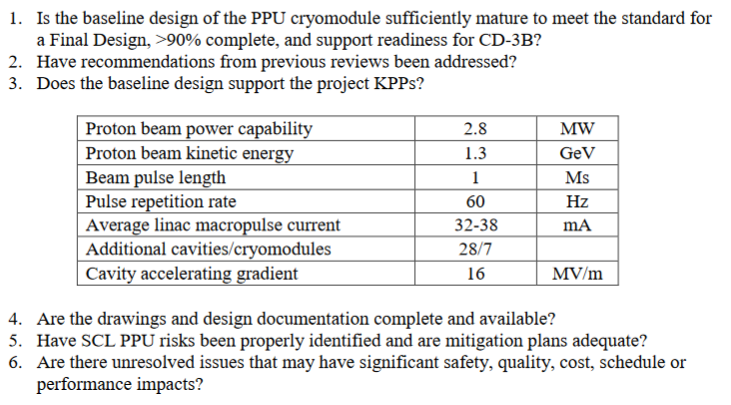 1. Is the baseline design of the PPU cryomodule sufficiently mature to meet the standard for
a Final Design, >90% complete, and support readiness for CD-3B?
2. Have recommendations from previous reviews been addressed?
3. Does the baseline design support the project KPPs?
Proton beam power capability 2.8 MW
Proton beam kinetic energy 1.3 GeV
Beam pulse length 1 Ms
Pulse repetition rate 60 Hz
Average linac macropulse current 32-38 mA
Additional cavities/cryomodules 28/7
Cavity accelerating gradient 16 MV/m
4. Are the drawings and design documentation complete and available?
5. Have SCL PPU risks been properly identified and are mitigation plans adequate?
6. Are there unresolved issues that may have significant safety, quality, cost, schedule or
performance impacts?